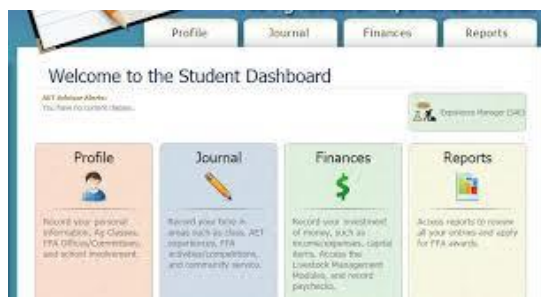 Profile Journal Finances Reports
Welcome to the Student Dashboard
AET Advisor Alerts:
You have no current classes.
Experience Manager (SAE)
Profile
Record your personal
information, Ag Classes,
FFA Offices/Committees,
and school involvement.
Journal
Record your time in
areas such as class, AET
experiences, FFA
activities/competitions,
and community service.
Finances
Record your investment
of money, such as
income/expenses, capital
items. Access the
Livestock Management
Modules, and record
paychecks.
Reports
Access reports to review
all your entries and apply
for FFA awards.